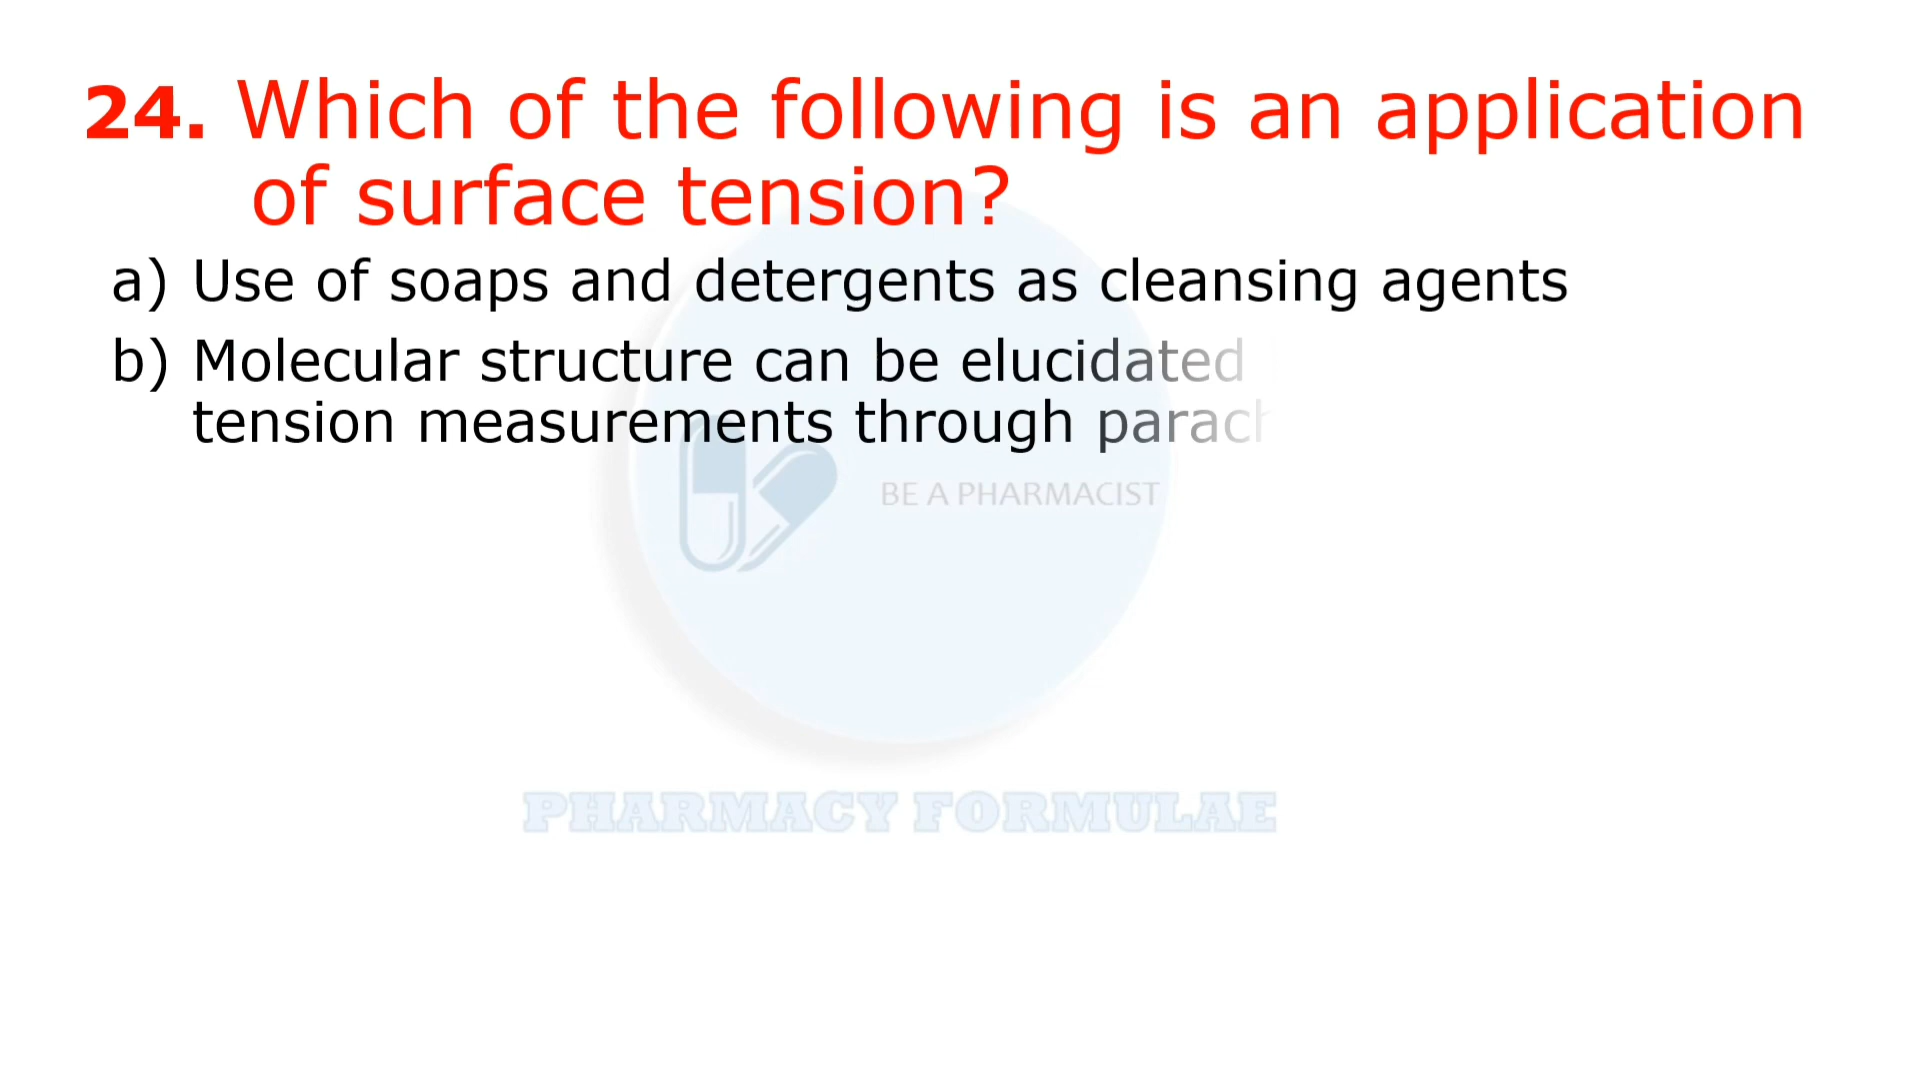 24. Which of the following is an application
of surface tension?
a) Use of soaps and detergents as cleansing agents
b) Molecular structure can be elucidated
tension measurements through
BE A PHARMACIST
PHARMACY FORMULAE